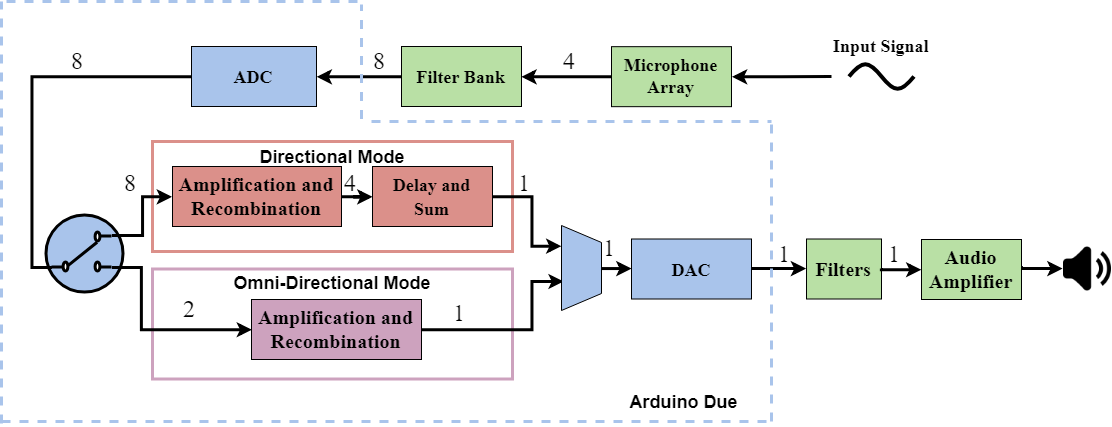 Input Signal
8
ADC
8
Filter Bank
4
Microphone
Array
Directional Mode
8
Amplification and
Recombination
4
Delay and
Sum
1
Omni-Directional Mode
2
Amplification and
Recombination
1
1
DAC
1
Filters
1
Audio
Amplifier
Arduino Due